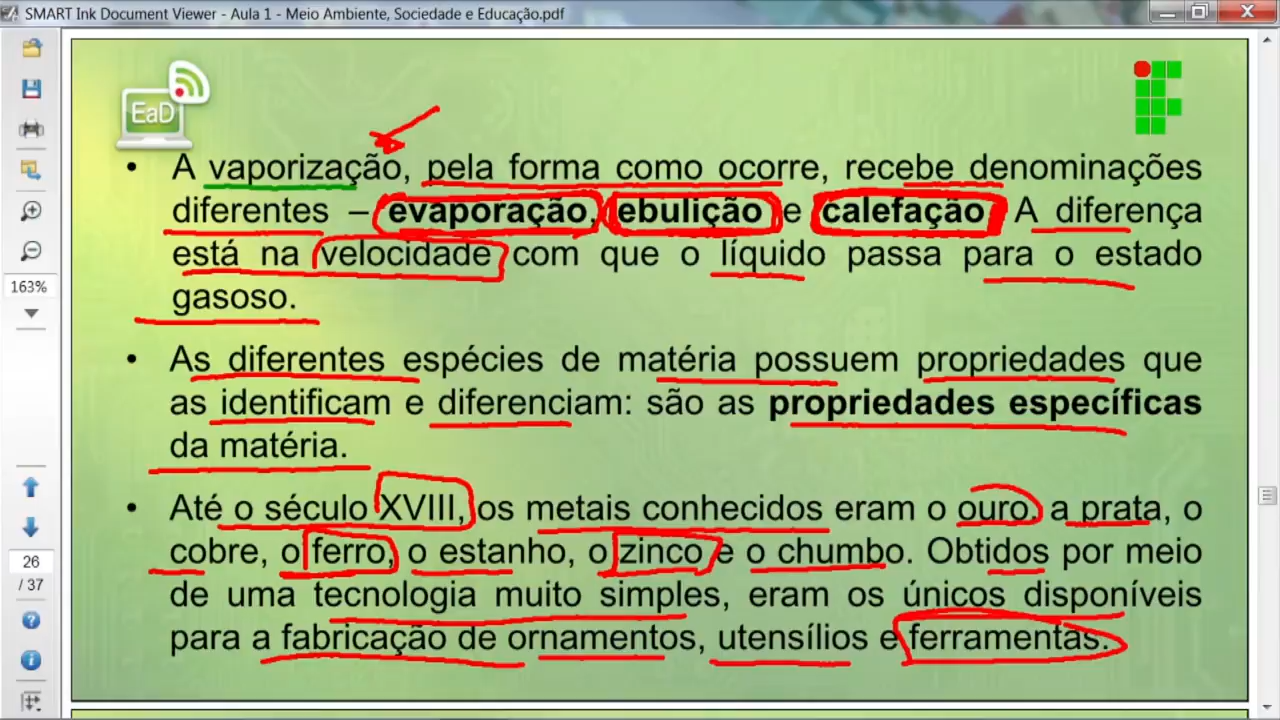 SMART Ink Document Viewer - Aula 1 - Meio Ambiente, Sociedade e Educação.pdf
EaD
• A vaporização, pela forma como ocorre, recebe denominações
diferentes – evaporação, ebulição e calefação. A diferença
está na velocidade com que o líquido passa para o estado
gasoso.
163%
• As diferentes espécies de matéria possuem propriedades que
as identificam e diferenciam: são as propriedades específicas
da matéria.
• Até o século XVIII, os metais conhecidos eram o ouro, a prata, o
cobre, o ferro, o estanho, o zinco e o chumbo. Obtidos por meio
de uma tecnologia muito simples, eram os únicos disponíveis
para a fabricação de ornamentos, utensílios e ferramentas.
26
/ 37